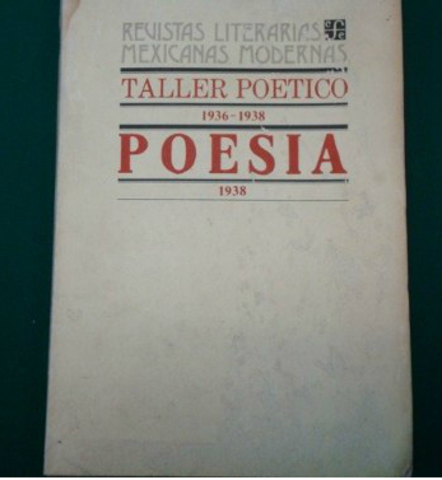 REVISTAS LITERARIAS
MEXICANAS MODERNAS
TALLER POETICO
1936-1938
POESIA
1938